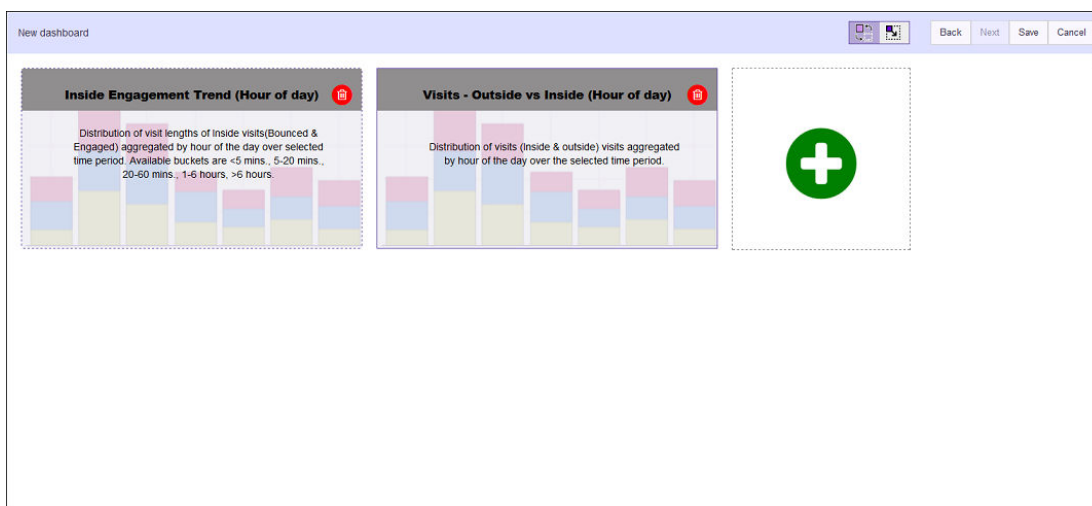 New dashboard
Back Next Save Cancel
Inside Engagement Trend (Hour of day)
Distribution of visit lengths of Inside visits(Bounced &
Engaged) aggregated by hour of the day over selected
time period. Available buckets are <5 mins., 5-20 mins.,
20-60 mins., 1-6 hours, >6 hours.
Visits - Outside vs Inside (Hour of day)
Distribution of visits (Inside & outside) visits aggregated
by hour of the day over the selected time period.